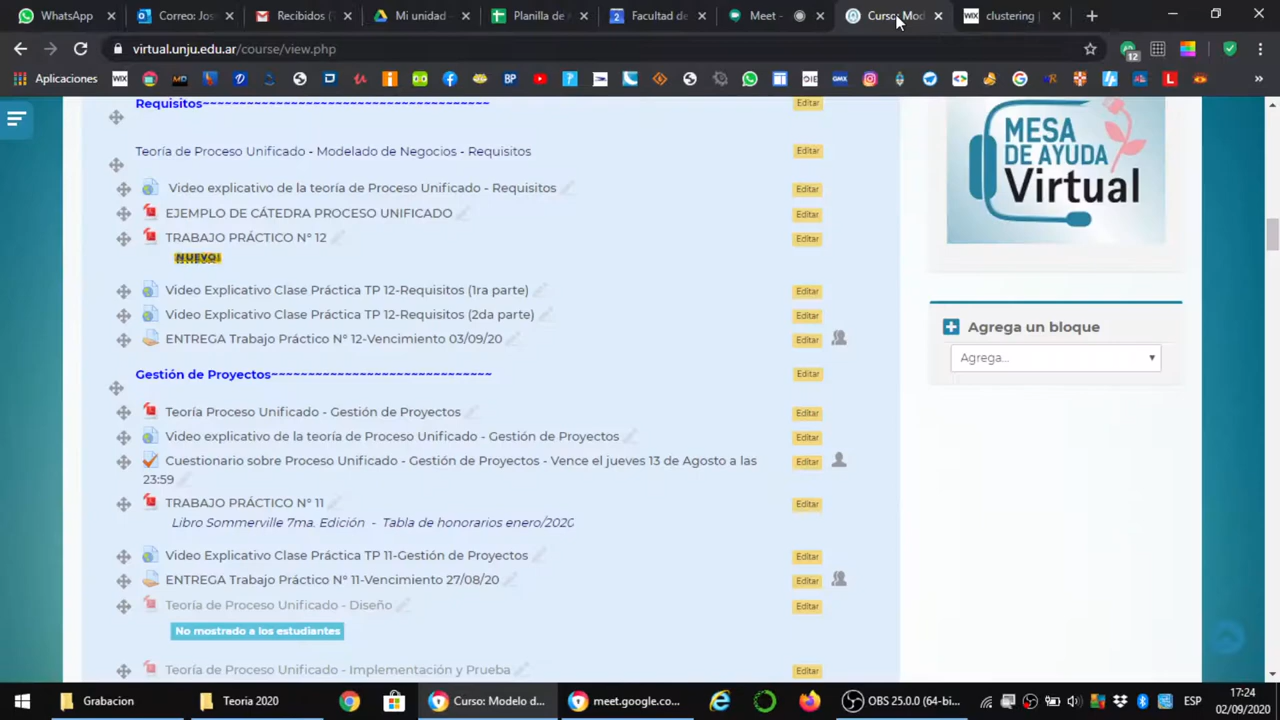 WhatsApp
Correo: Jos
Recibidos (
Mi unidad -
Planilla de
Facultad de
Meet -
Curso: Mod
clustering |
virtual.unju.edu.ar/course/view.php
12
Aplicaciones
Requisitos~~~~~~~~~~~~~~~~~~~~~~~~~~~~~~~~~~~~~~~
Editar
Teoría de Proceso Unificado - Modelado de Negocios - Requisitos
Editar
Video explicativo de la teoría de Proceso Unificado - Requisitos
Editar
EJEMPLO DE CÁTEDRA PROCESO UNIFICADO
Editar
TRABAJO PRÁCTICO N° 12
Editar
NUEVO!
Video Explicativo Clase Práctica TP 12-Requisitos (1ra parte)
Editar
Video Explicativo Clase Práctica TP 12-Requisitos (2da parte)
Editar
ENTREGA Trabajo Práctico N° 12-Vencimiento 03/09/20
Editar
Gestión de Proyectos~~~~~~~~~~~~~~~~~~~~~~~~~~~~~~
Editar
Teoría Proceso Unificado - Gestión de Proyectos
Editar
Video explicativo de la teoría de Proceso Unificado - Gestión de Proyectos
Editar
Cuestionario sobre Proceso Unificado - Gestión de Proyectos - Vence el jueves 13 de Agosto a las
23:59
Editar
TRABAJO PRÁCTICO N° 11
Editar
Libro Sommerville 7ma. Edición - Tabla de honorarios enero/2020
Video Explicativo Clase Práctica TP 11-Gestión de Proyectos
Editar
ENTREGA Trabajo Práctico N° 11-Vencimiento 27/08/20
Editar
Teoría de Proceso Unificado - Diseño
Editar
No mostrado a los estudiantes
Teoría de Proceso Unificado - Implementación y Prueba
Editar
MESA
DE AYUDA
Virtual
Agrega un bloque
Agrega...
Grabacion
Teoria 2020
Curso: Modelo d...
meet.google.co...
OBS 25.0.0 (64-bi...
ESP
17:24
02/09/2020